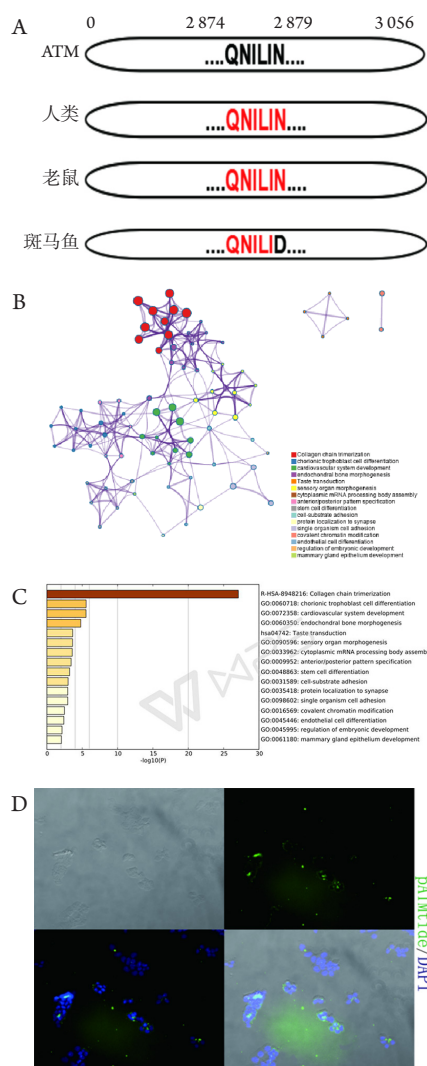 A
0 2 874 2 879 3 056
ATM ....QNILIN....
人类 ....QNILIN....
老鼠 ....QNILIN....
斑马鱼 ....QNILID....
B
Collagen chain trimerization
chorionic trophoblast cell differentiation
cardiovascular system development
endochondral bone morphogenesis
Taste transduction
sensory organ morphogenesis
cytoplasmic mRNA processing body assembly
anterior/posterior pattern specification
stem cell differentiation
cell-substrate adhesion
protein localization to synapse
single organism cell adhesion
covalent chromatin modification
endothelial cell differentiation
regulation of embryonic development
mammary gland epithelium development
C
R-HSA-8948216: Collagen chain trimerization
GO:0060718: chorionic trophoblast cell differentiation
GO:0072358: cardiovascular system development
GO:0060350: endochondral bone morphogenesis
hsa04742: Taste transduction
GO:0090596: sensory organ morphogenesis
GO:0033962: cytoplasmic mRNA processing body assemb
GO:0009952: anterior/posterior pattern specification
GO:0048863: stem cell differentiation
GO:0031589: cell-substrate adhesion
GO:0035418: protein localization to synapse
GO:0098602: single organism cell adhesion
GO:0016569: covalent chromatin modification
GO:0045446: endothelial cell differentiation
GO:0045995: regulation of embryonic development
GO:0061180: mammary gland epithelium development
0 5 10 15 20 25 30
-log10(P)
D
pATMtide/DAPI